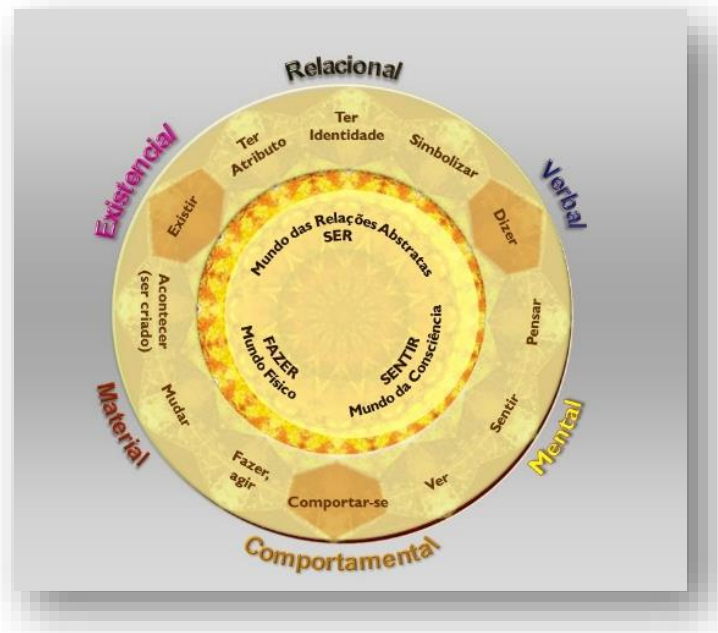 Relacional
Verbal
Mental
Comportamental
Material
Existencial
Ter
Identidade
Simbolizar
Dizer
Pensar
Sentir
Ver
Comportar-se
Fazer,
agir
Mudar
Acontecer
(ser criado)
Existir
Ter
Atributo
Mundo das Relações Abstratas
SER
SENTIR
Mundo da Consciência
FAZER
Mundo Físico